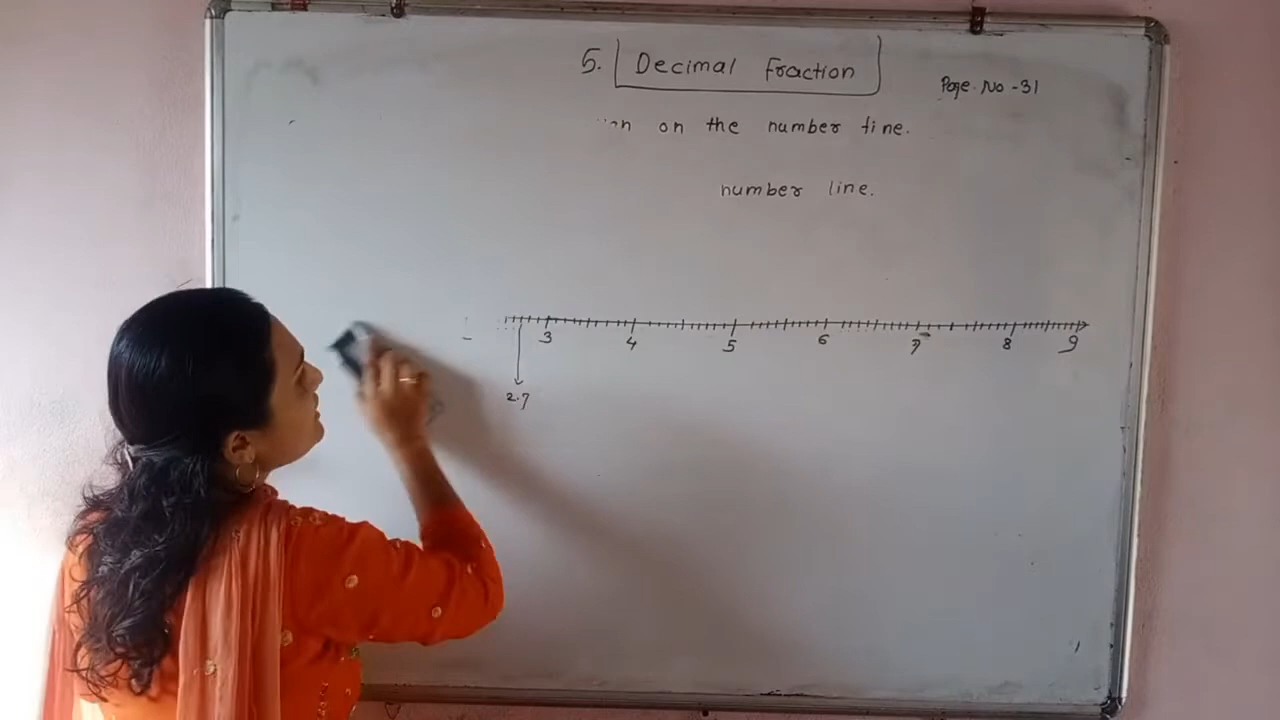 5. Decimal Fraction
Page No - 31
on the number line.
number line.
3 4 5 6 7 8 9
2.7